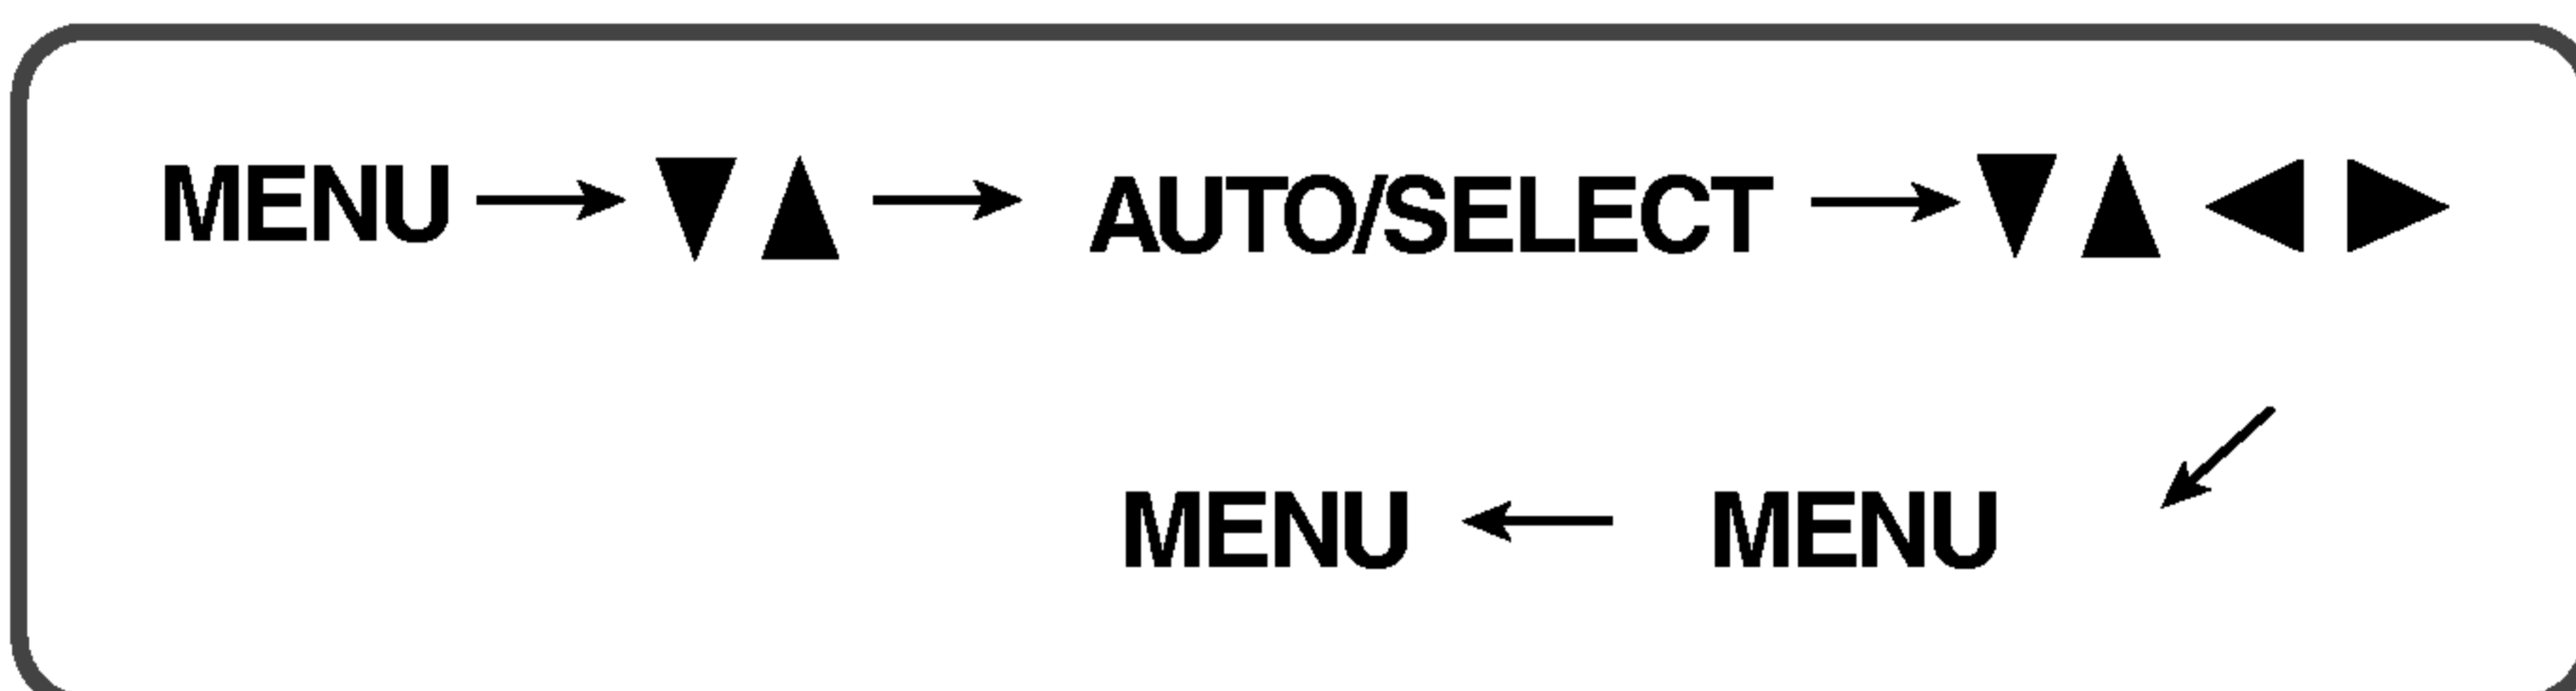 MENU → ▼▲ → AUTO/SELECT → ▼▲◀▶
MENU ← MENU